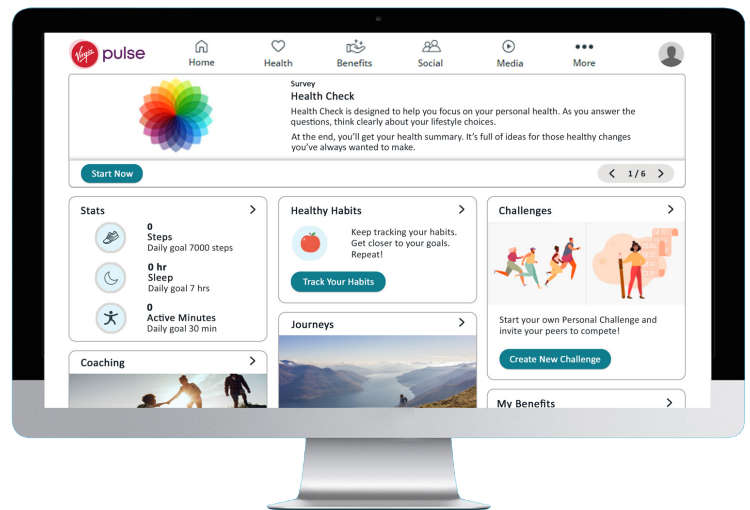 Virgin pulse
Home
Health
Benefits
Social
Media
More
Survey
Health Check
Health Check is designed to help you focus on your personal health. As you answer the
questions, think clearly about your lifestyle choices.
At the end, you'll get your health summary. It's full of ideas for those healthy changes
you've always wanted to make.
Start Now
1 / 6
Stats
0
Steps
Daily goal 7000 steps
0 hr
Sleep
Daily goal 7 hrs
0
Active Minutes
Daily goal 30 min
Coaching
Healthy Habits
Keep tracking your habits.
Get closer to your goals.
Repeat!
Track Your Habits
Journeys
Challenges
Start your own Personal Challenge and
invite your peers to compete!
Create New Challenge
My Benefits